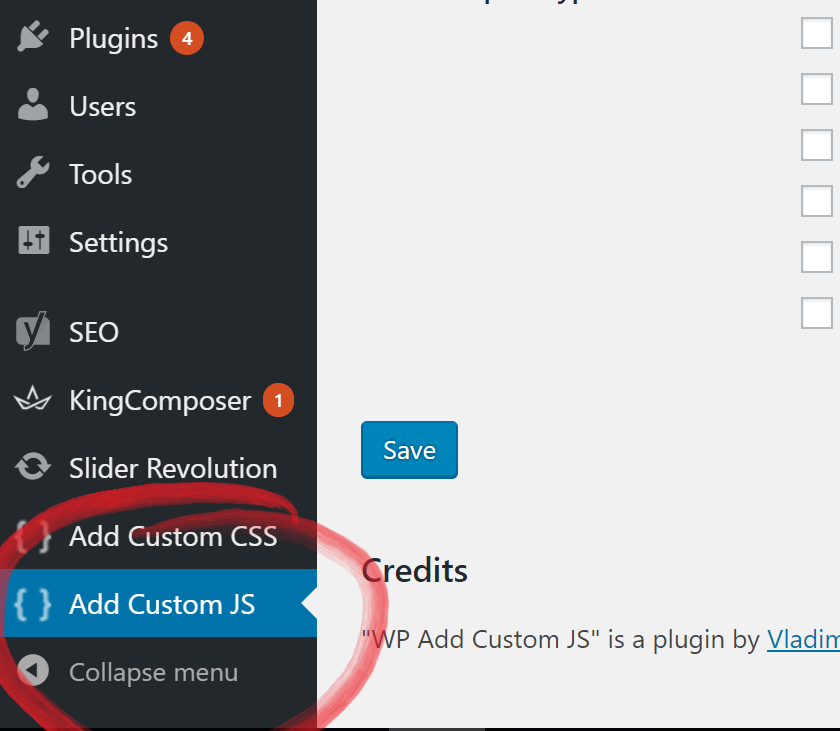 Plugins 4
Users
Tools
Settings
SEO
KingComposer 1
Slider Revolution
Add Custom CSS
Add Custom JS
Collapse menu
Save
Credits
"WP Add Custom JS" is a plugin by Vladim